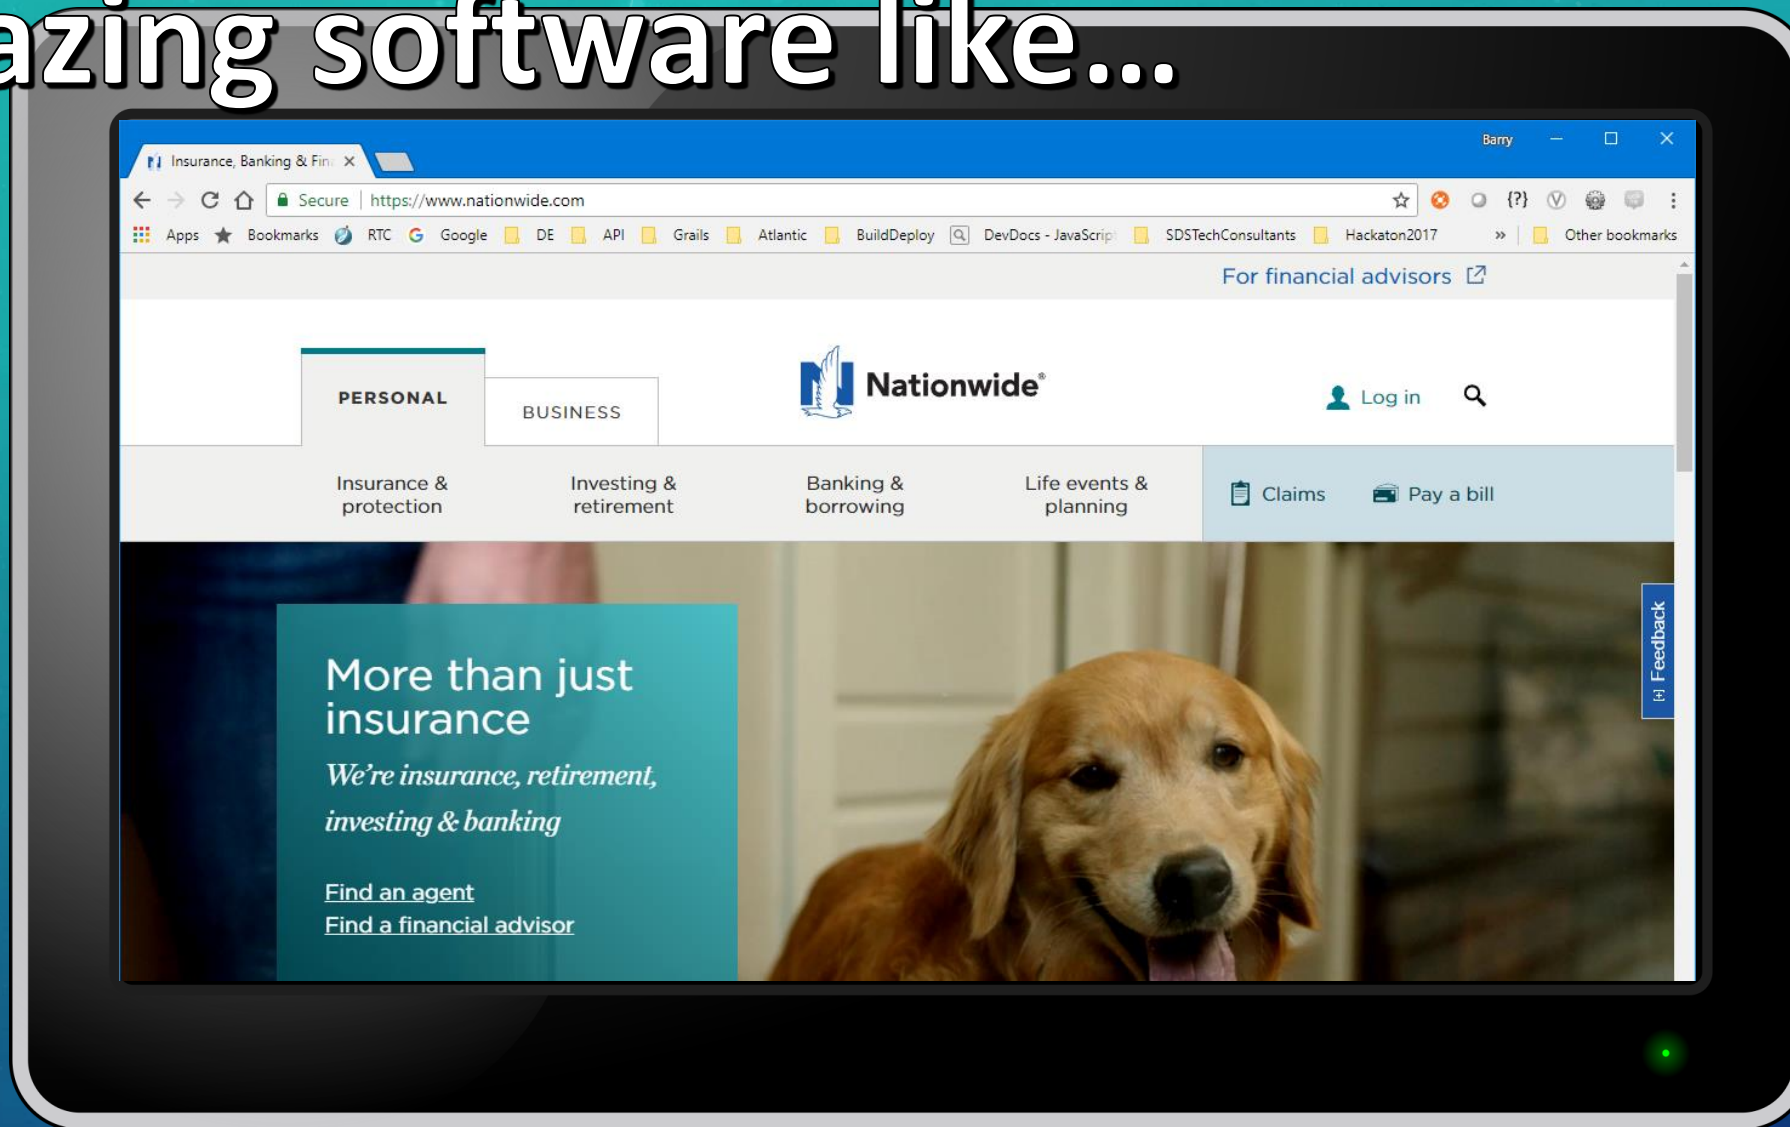 azing software like...
Barry
Insurance, Banking & Fin
Secure | https://www.nationwide.com
{?}
Apps Bookmarks RTC G Google DE API Grails Atlantic BuildDeploy DevDocs - JavaScrip SDSTechConsultants Hackaton2017 » Other bookmarks
For financial advisors
PERSONAL
BUSINESS
Nationwide®
Log in
Insurance & protection
Investing & retirement
Banking & borrowing
Life events & planning
Claims
Pay a bill
More than just
insurance
We're insurance, retirement,
investing & banking
Find an agent
Find a financial advisor
[+] Feedback